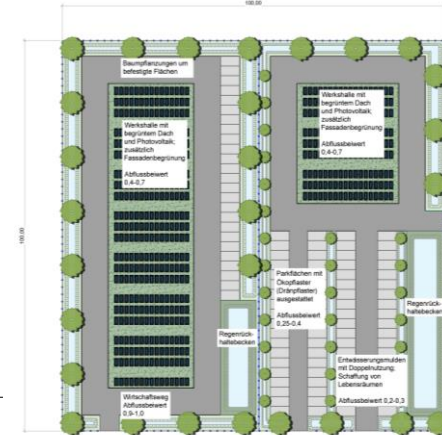 100,00
100,00
Baumpflanzungen um
befestigte Flächen
Werkshalle mit
begrüntem Dach
und Photovoltaik;
zusätzlich
Fassadenbegrünung
Abflussbeiwert
0,4-0,7
Werkshalle mit
begrüntem Dach
und Photovoltaik;
zusätzlich
Fassadenbegrünung
Abflussbeiwert
0,4-0,7
Parkflächen mit
Ökopflaster
(Dränpflaster)
ausgestattet
Abflussbeiwert
0,25-0,4
Regenrück-
haltebecken
Regenrück-
haltebecken
Entwässerungsmulden
mit Doppelnutzung;
Schaffung von
Lebensräumen
Abflussbeiwert 0,2-0,3
Wirtschaftsweg
Abflussbeiwert
0,9-1,0